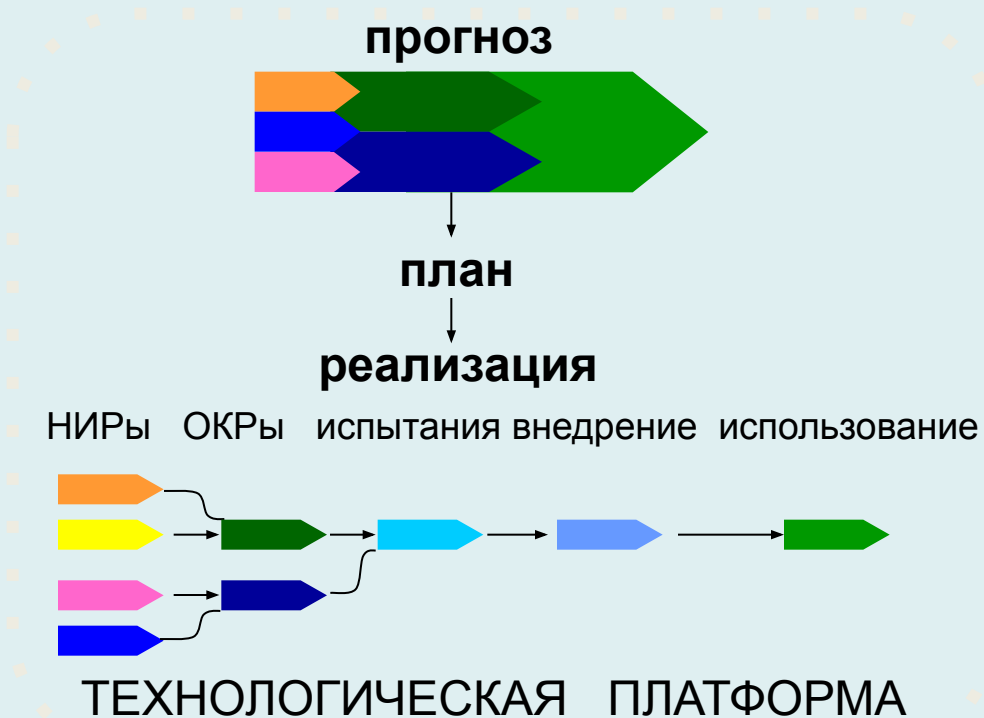 прогноз
план
реализация
НИРы ОКРы испытания внедрение использование
ТЕХНОЛОГИЧЕСКАЯ ПЛАТФОРМА